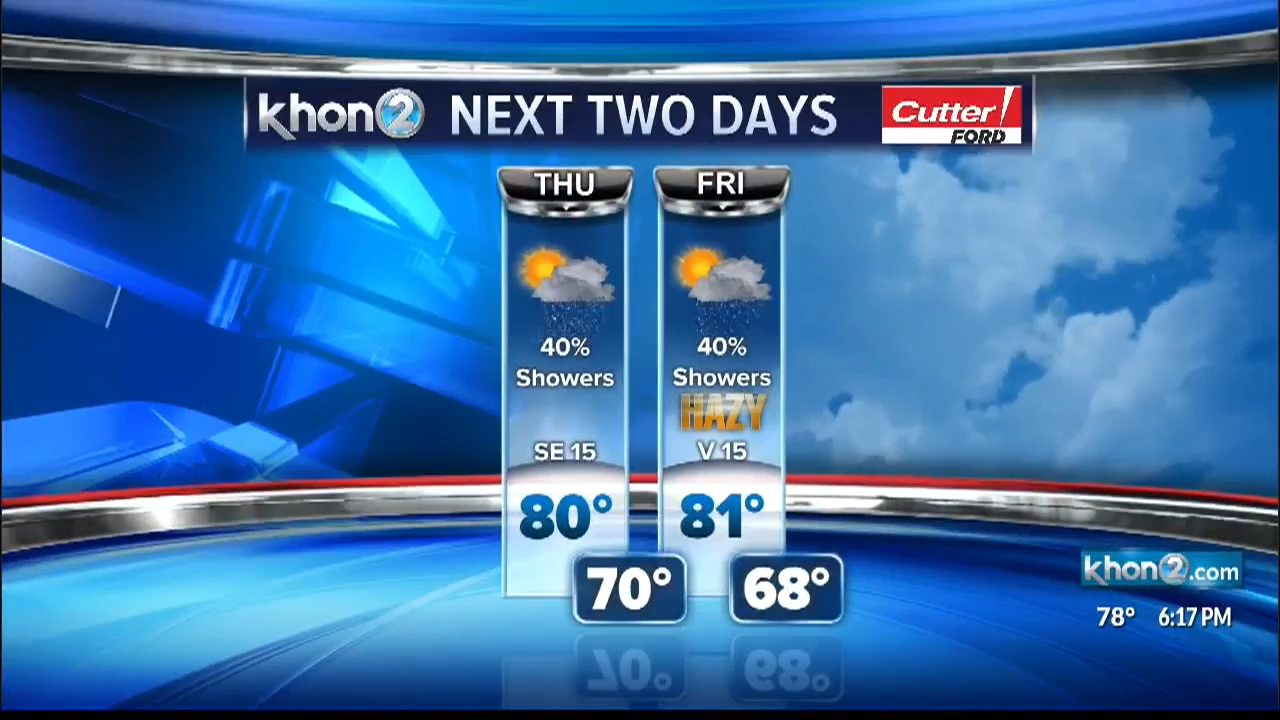 khon2 NEXT TWO DAYS Cutter! FORD
THU FRI
40% 40%
Showers Showers
HAZY
SE 15 V 15
80° 81°
70° 68°
khon2.com
78° 6:17 PM